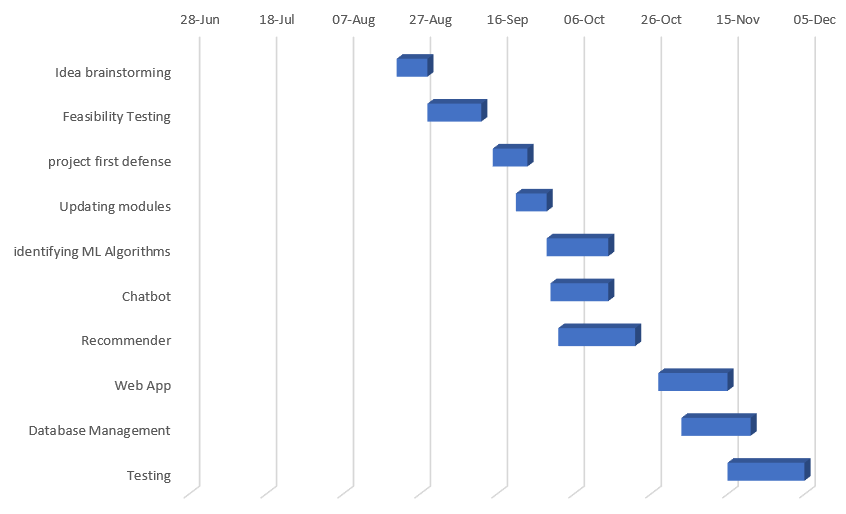 28-Jun 18-Jul 07-Aug 27-Aug 16-Sep 06-Oct 26-Oct 15-Nov 05-Dec
Idea brainstorming
Feasibility Testing
project first defense
Updating modules
identifying ML Algorithms
Chatbot
Recommender
Web App
Database Management
Testing